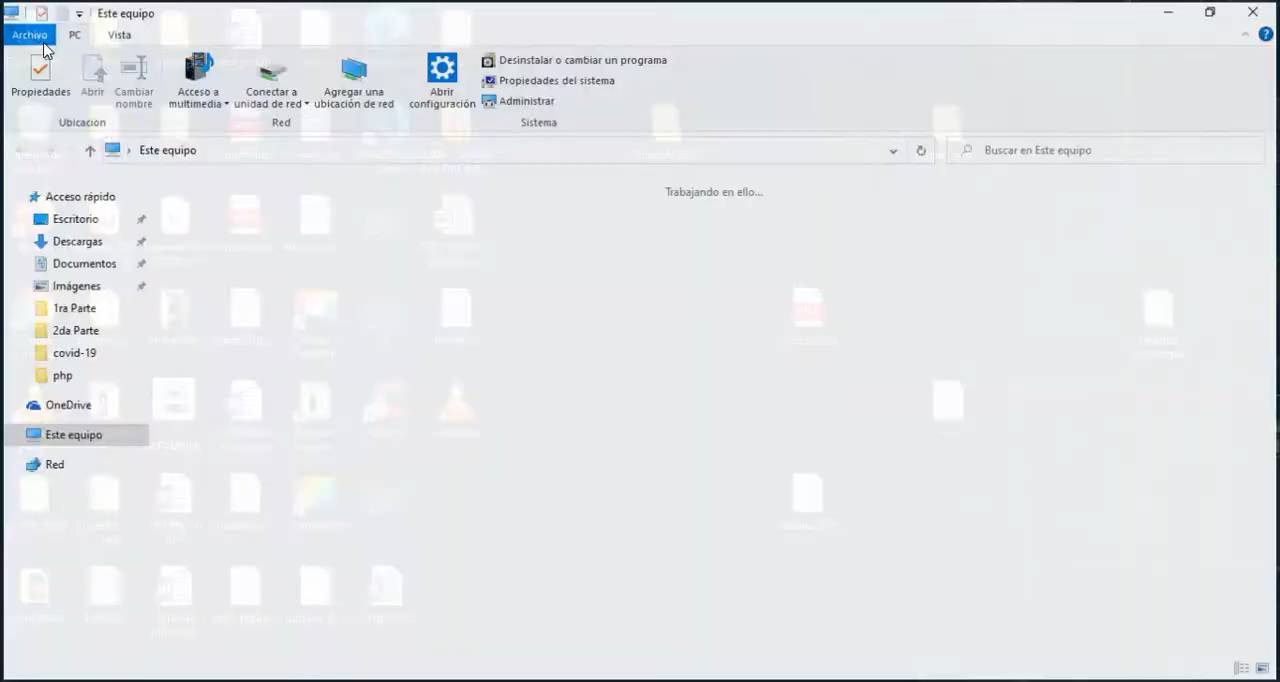 Este equipo
Archivo PC Vista
Propiedades Abrir Cambiar nombre Acceso a multimedia Conectar a unidad de red Agregar una ubicación de red Abrir configuración
Desinstalar o cambiar un programa
Propiedades del sistema
Administrar
Ubicación Red Sistema
Este equipo Buscar en Este equipo
Trabajando en ello...
Acceso rápido
Escritorio
Descargas
Documentos
Imágenes
1ra Parte
2da Parte
covid-19
php
OneDrive
Este equipo
Red